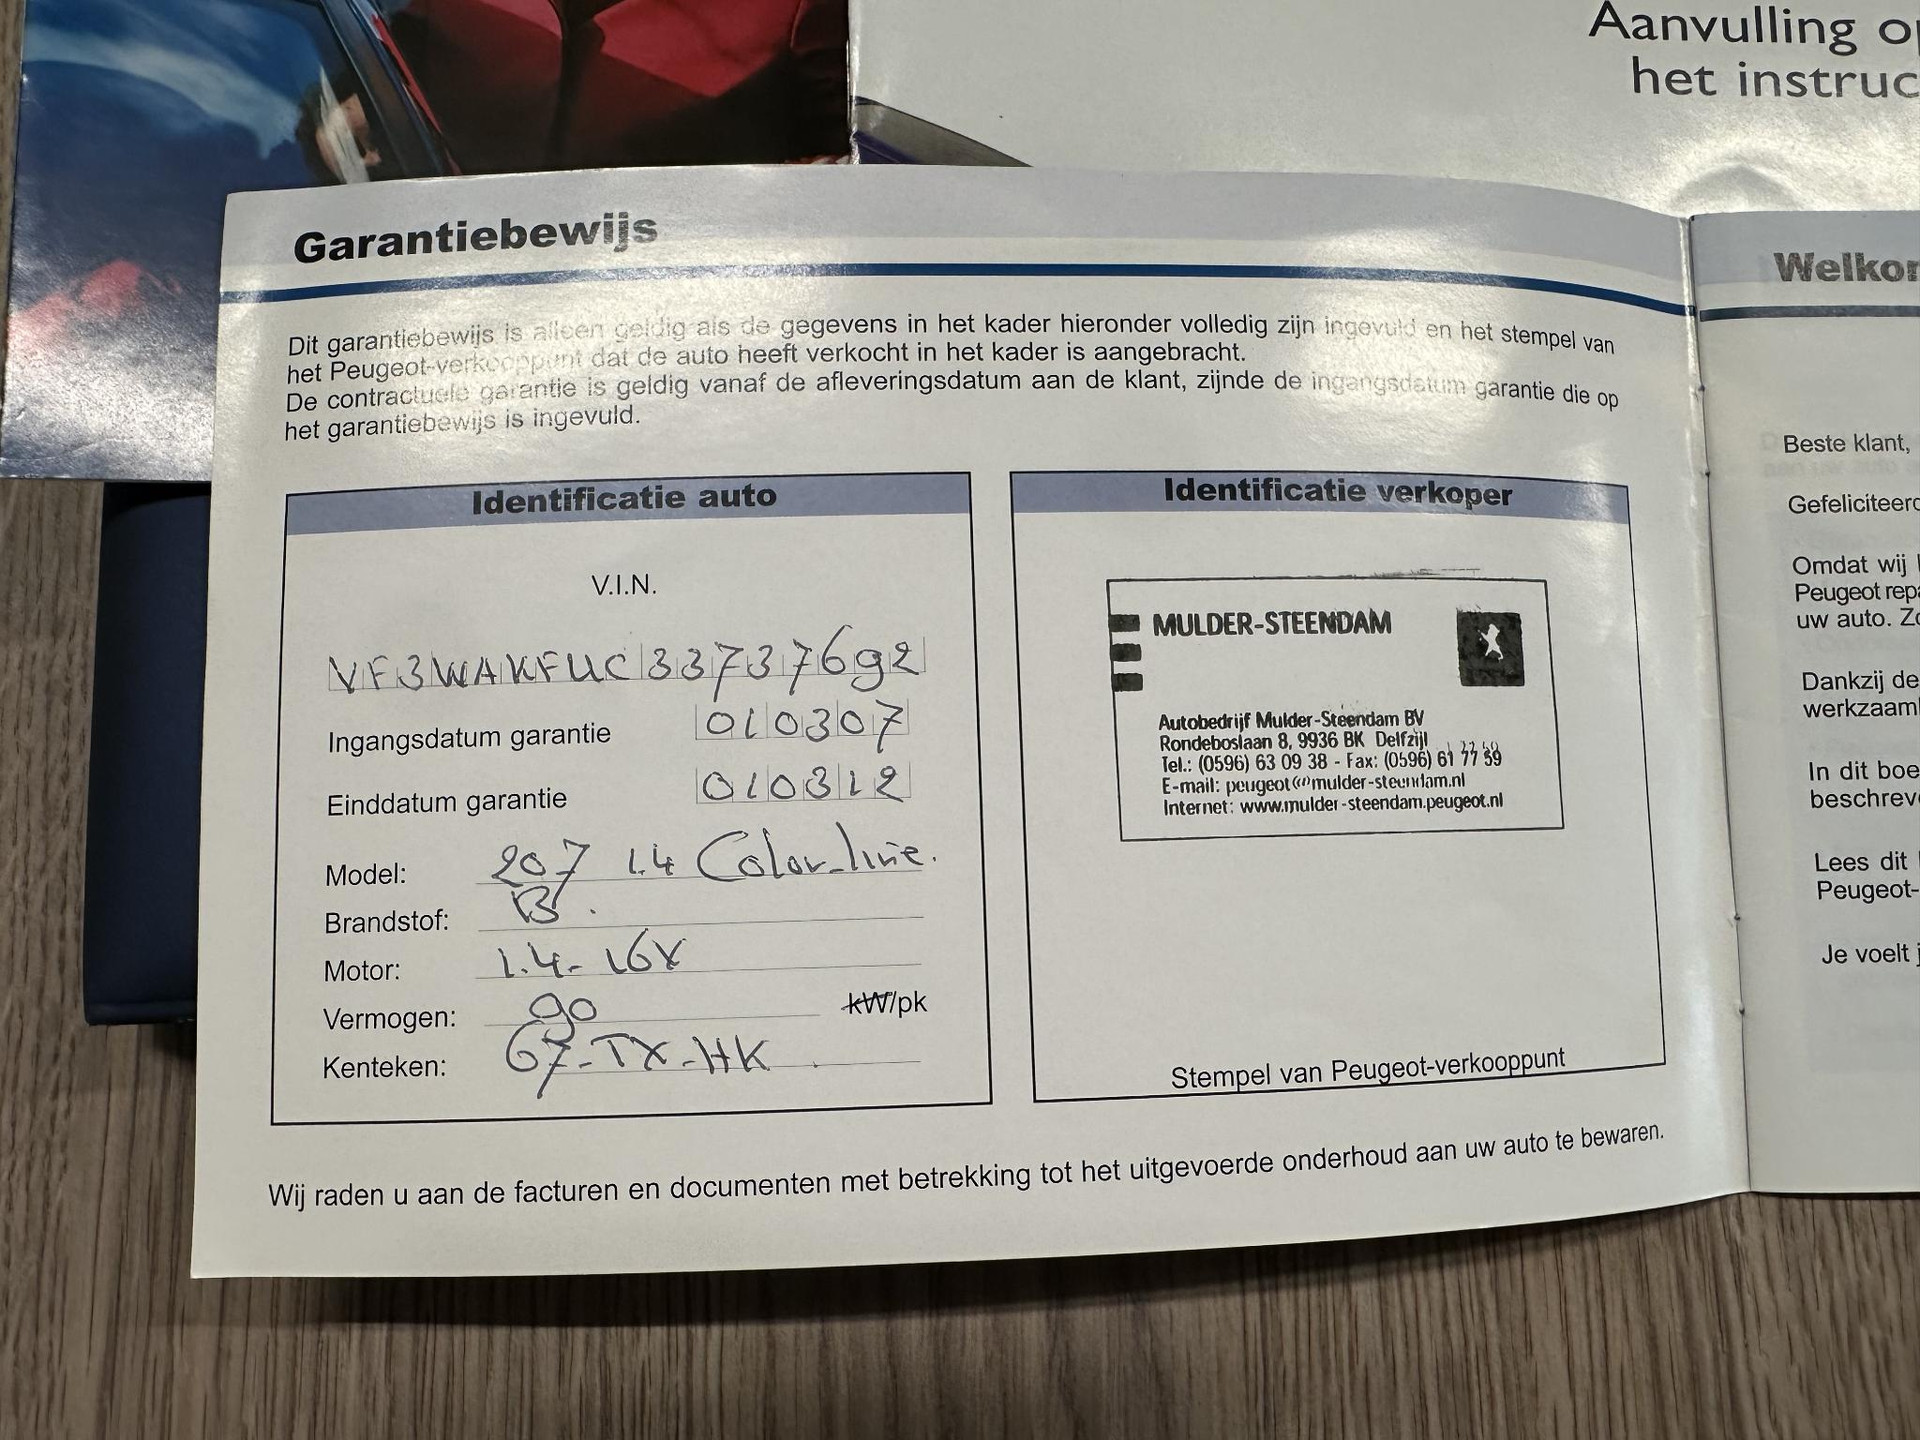 Aanvulling op
het instruc
Garantiebewijs
Dit garantiebewijs is alleen geldig als de gegevens in het kader hieronder volledig zijn ingevuld en het stempel van
het Peugeot-verkooppunt dat de auto heeft verkocht in het kader is aangebracht.
De contractuele garantie is geldig vanaf de afleveringsdatum aan de klant, zijnde de ingangsdatum garantie die op
het garantiebewijs is ingevuld.
Identificatie auto
V.I.N.
VF3WAKFUC33737692
Ingangsdatum garantie 010307
Einddatum garantie 010312
Model: 207 1.4 Color-line.
Brandstof: B.
Motor: 1.4-16V
Vermogen: 90 kW/pk
Kenteken: 67-TX-HK
Identificatie verkoper
MULDER-STEENDAM
Autobedrijf Mulder-Steendam BV
Rondeboslaan 8, 9936 BK Delfzijl
Tel.: (0596) 63 09 38 - Fax: (0596) 61 77 59
E-mail: peugeot@mulder-steendam.nl
Internet: www.mulder-steendam.peugeot.nl
Stempel van Peugeot-verkooppunt
Wij raden u aan de facturen en documenten met betrekking tot het uitgevoerde onderhoud aan uw auto te bewaren.
Welkom
Beste klant,
Gefeliciteerd
Omdat wij
Peugeot repa
uw auto. Zo
Dankzij de
werkzaam
In dit boe
beschreve
Lees dit
Peugeot-
Je voelt j